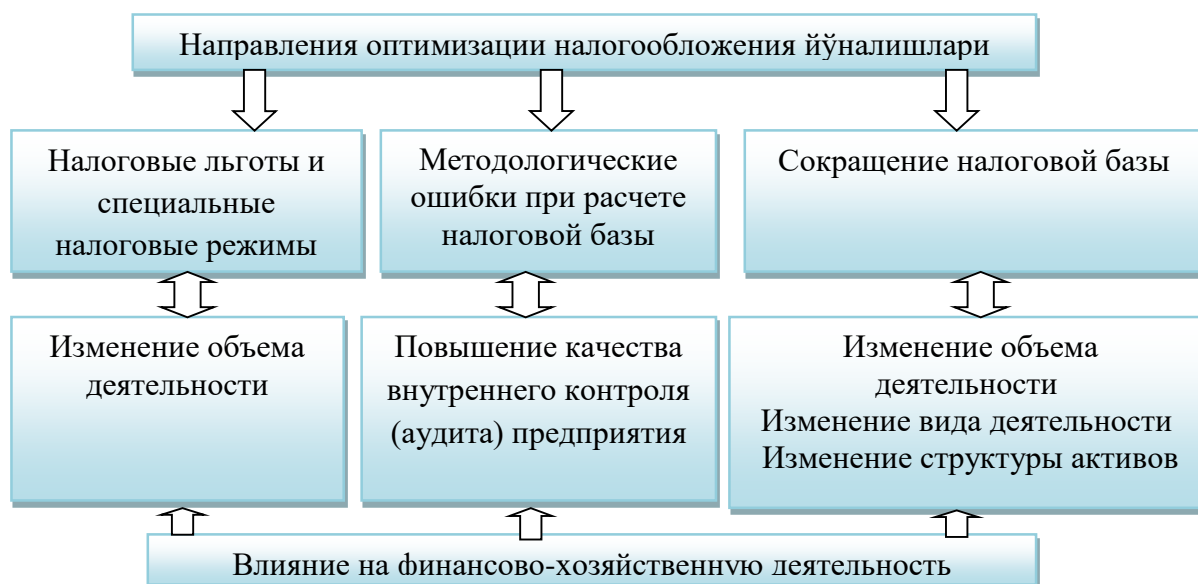 Направления оптимизации налогообложения йўналишлари
Налоговые льготы и
специальные
налоговые режимы
Методологические
ошибки при расчете
налоговой базы
Сокращение налоговой базы
Изменение объема
деятельности
Повышение качества
внутреннего контроля
(аудита) предприятия
Изменение объема
деятельности
Изменение вида деятельности
Изменение структуры активов
Влияние на финансово-хозяйственную деятельность